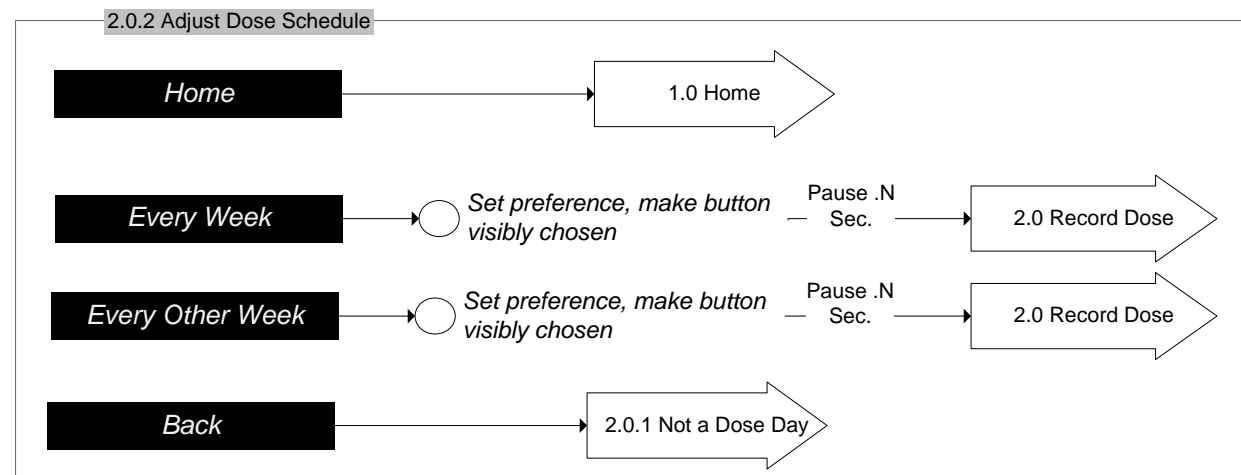 2.0.2 Adjust Dose Schedule
Home
1.0 Home
Every Week
Set preference, make button
visibly chosen
Pause .N
Sec.
2.0 Record Dose
Every Other Week
Set preference, make button
visibly chosen
Pause .N
Sec.
2.0 Record Dose
Back
2.0.1 Not a Dose Day